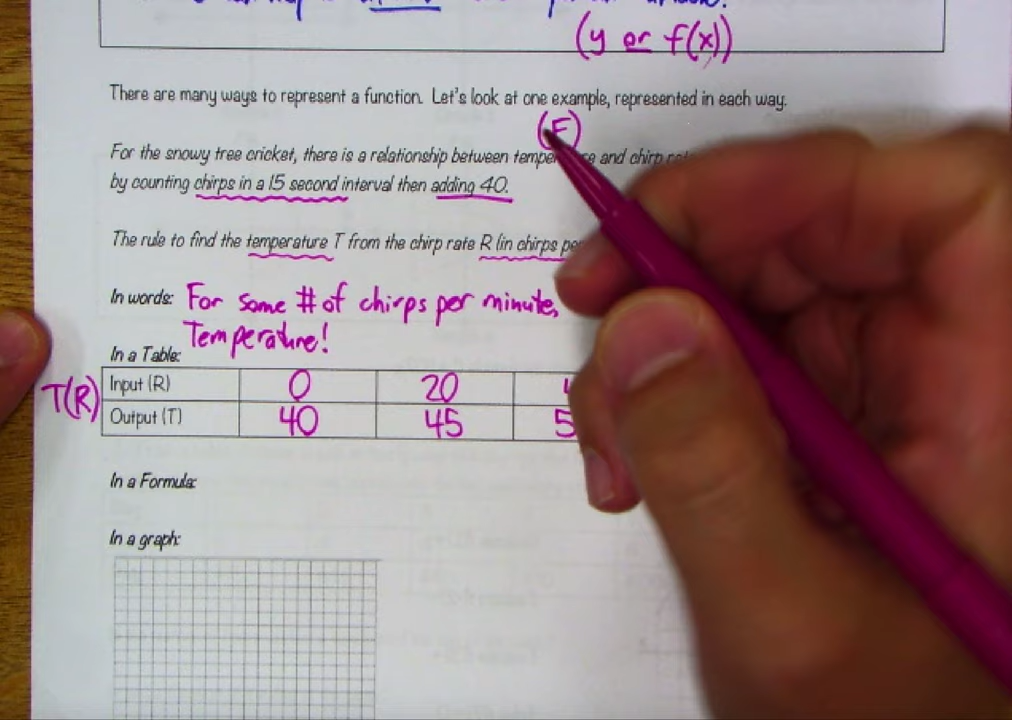 (y or f(x))
There are many ways to represent a function. Let's look at one example, represented in each way.
(F)
For the snowy tree cricket, there is a relationship between and chirp
by counting chirps in a 15 second interval then adding 40.
The rule to find the temperature T from the chirp rate R (in chirps
In words: For some # of chirps per minute,
Temperature!
In a Table:
T(R)
Input (R) 0 20
Output (T) 40 45
In a Formula:
In a graph: